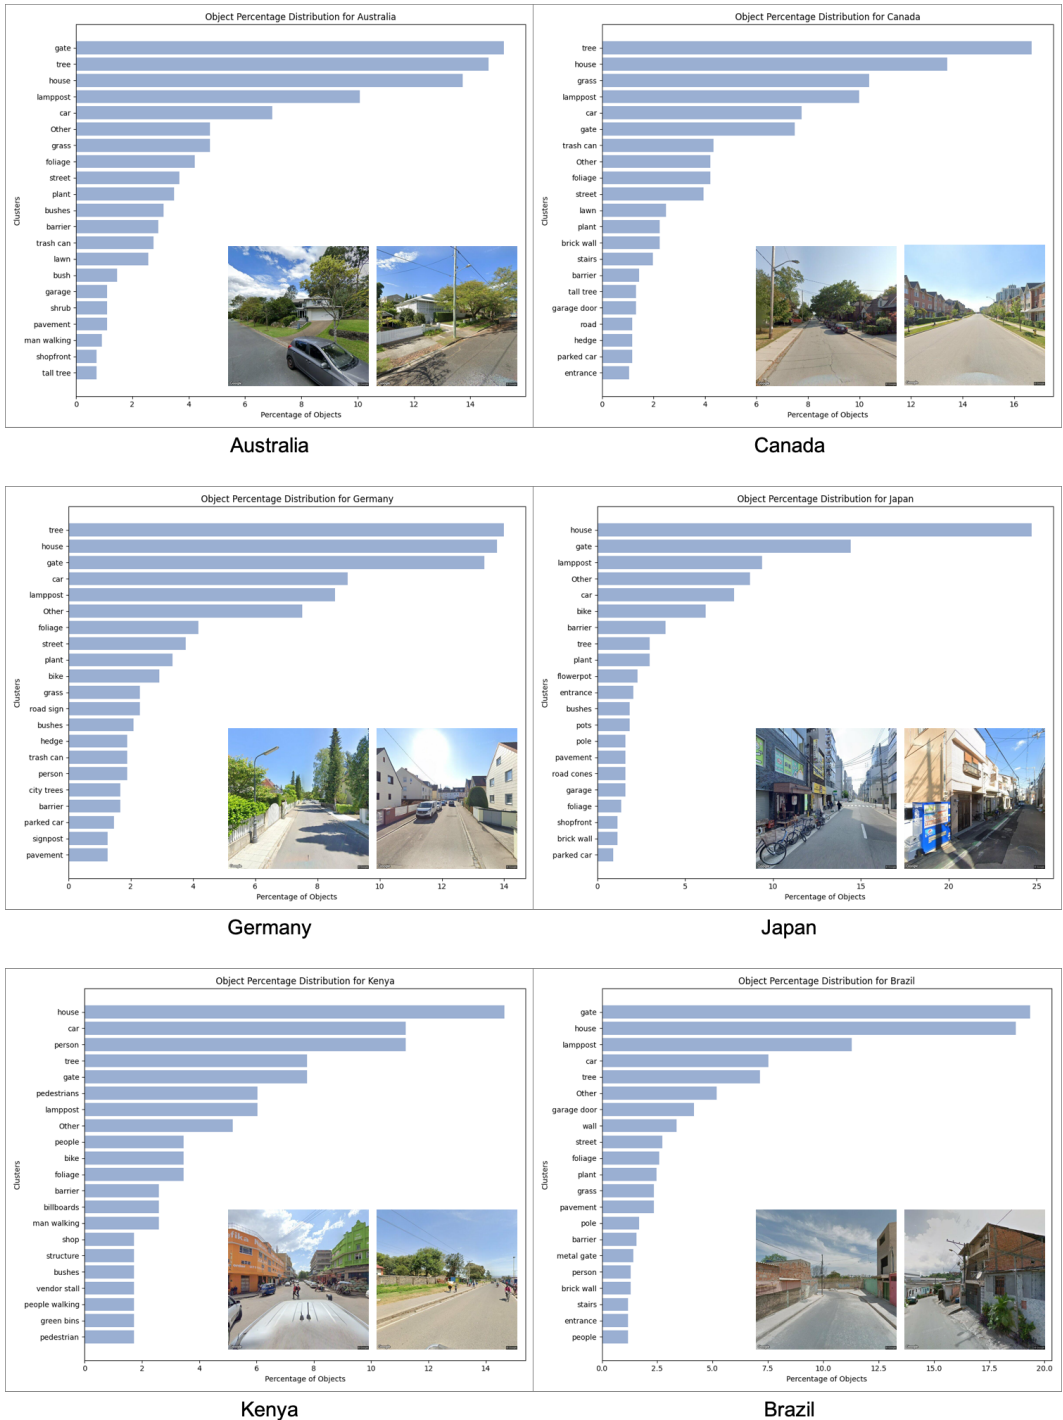 Object Percentage Distribution for Australia
Clusters
gate
tree
house
lamppost
car
Other
grass
foliage
street
plant
bushes
barrier
trash can
lawn
bush
garage
shrub
pavement
man walking
shopfront
tall tree
0 2 4 6 8 10 12 14
Percentage of Objects
Australia
Object Percentage Distribution for Canada
Clusters
tree
house
grass
lamppost
car
gate
trash can
Other
foliage
street
lawn
plant
brick wall
stairs
barrier
tall tree
garage door
road
hedge
parked car
entrance
0 2 4 6 8 10 12 14 16
Percentage of Objects
Canada
Object Percentage Distribution for Germany
Clusters
tree
house
gate
car
lamppost
Other
foliage
street
plant
bike
grass
road sign
bushes
hedge
trash can
person
city trees
barrier
parked car
signpost
pavement
0 2 4 6 8 10 12 14
Percentage of Objects
Germany
Object Percentage Distribution for Japan
Clusters
house
gate
lamppost
Other
car
bike
barrier
tree
plant
flowerpot
entrance
bushes
pots
pole
pavement
road cones
garage
foliage
shopfront
brick wall
parked car
0 5 10 15 20 25
Percentage of Objects
Japan
Object Percentage Distribution for Kenya
Clusters
house
car
person
tree
gate
pedestrians
lamppost
Other
people
bike
foliage
barrier
billboards
man walking
shop
structure
bushes
vendor stall
people walking
green bins
pedestrian
0 2 4 6 8 10 12 14
Percentage of Objects
Kenya
Object Percentage Distribution for Brazil
Clusters
gate
house
lamppost
car
tree
Other
garage door
wall
street
foliage
plant
grass
pavement
pole
barrier
metal gate
person
brick wall
stairs
entrance
people
0.0 2.5 5.0 7.5 10.0 12.5 15.0 17.5 20.0
Percentage of Objects
Brazil